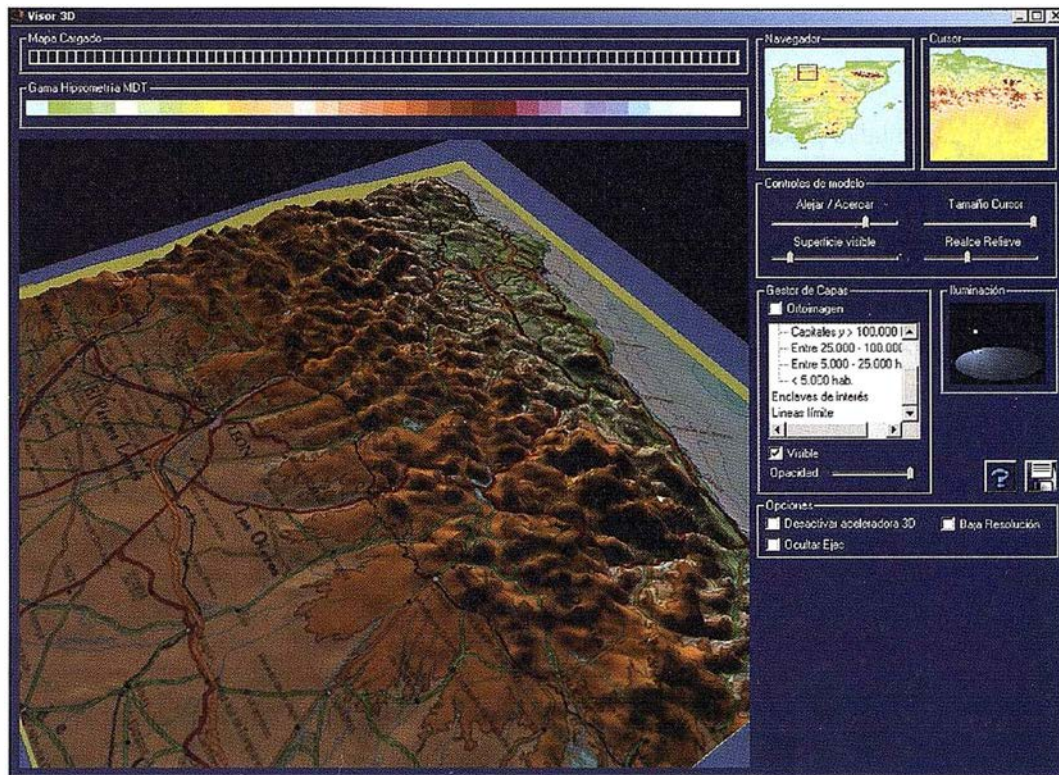 Visor 3D
Mapa Cargado
Gama Hipsometría MDT
Navegador
Cursor
Controles de modelo
Alejar / Acercar
Tamaño Cursor
Superficie visible
Realce Relieve
Gestor de Capas
Ortoimagen
Capitales y > 100.000
Entre 25.000 - 100.000
Entre 5.000 - 25.000 h
< 5.000 hab.
Enclaves de interés
Líneas límite
Visible
Opacidad
Iluminación
?
Opciones
Desactivar aceleradora 3D
Baja Resolución
Ocultar Ejes